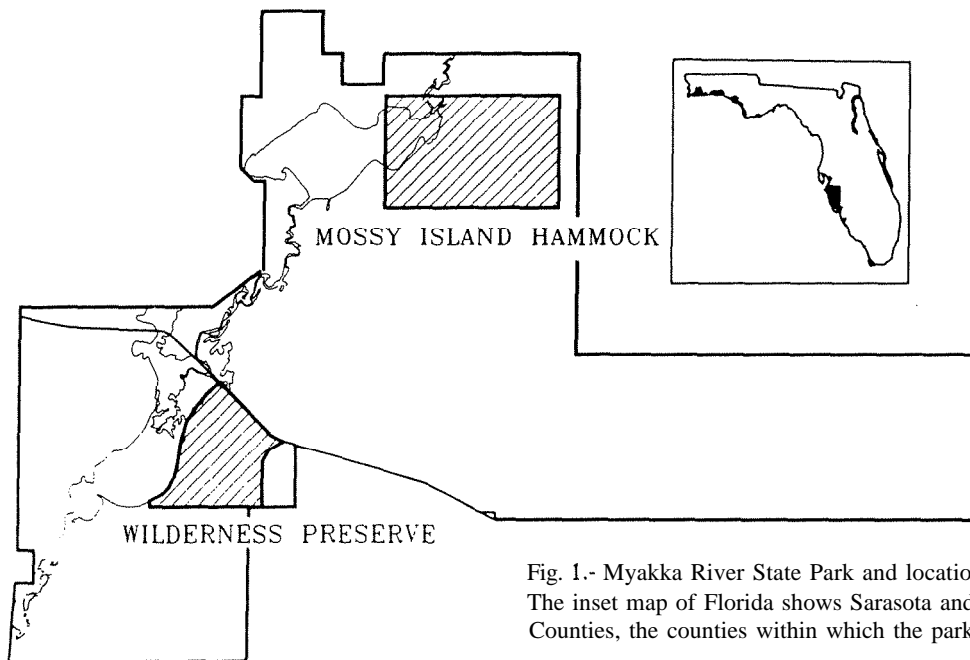 MOSSY ISLAND HAMMOCK
WILDERNESS PRESERVE
Fig. 1.- Myakka River State Park and locatio
The inset map of Florida shows Sarasota and
Counties, the counties within which the park